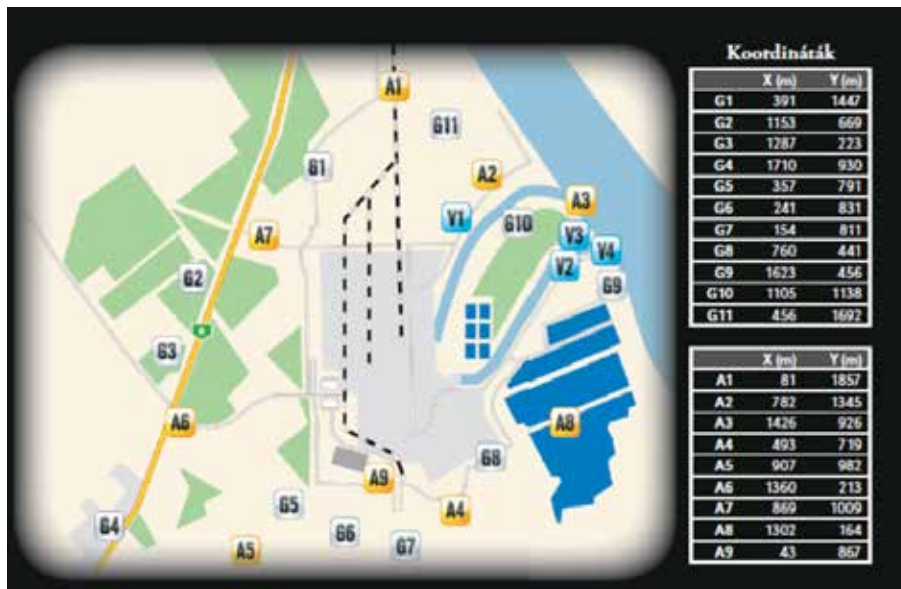 Koordináták
X (m) Y (m)
G1 391 1447
G2 1153 669
G3 1287 223
G4 1710 930
G5 357 791
G6 241 831
G7 154 811
G8 760 441
G9 1623 456
G10 1105 1138
G11 456 1692
X (m) Y (m)
A1 81 1857
A2 782 1345
A3 1426 926
A4 493 719
A5 907 982
A6 1360 213
A7 869 1009
A8 1302 164
A9 43 867
A1
G11
G1
A2
A3
V1
G10
A7
V3
V4
V2
G2
G9
6
G3
A6
A8
G8
A9
G5
A4
G4
G6
G7
A5